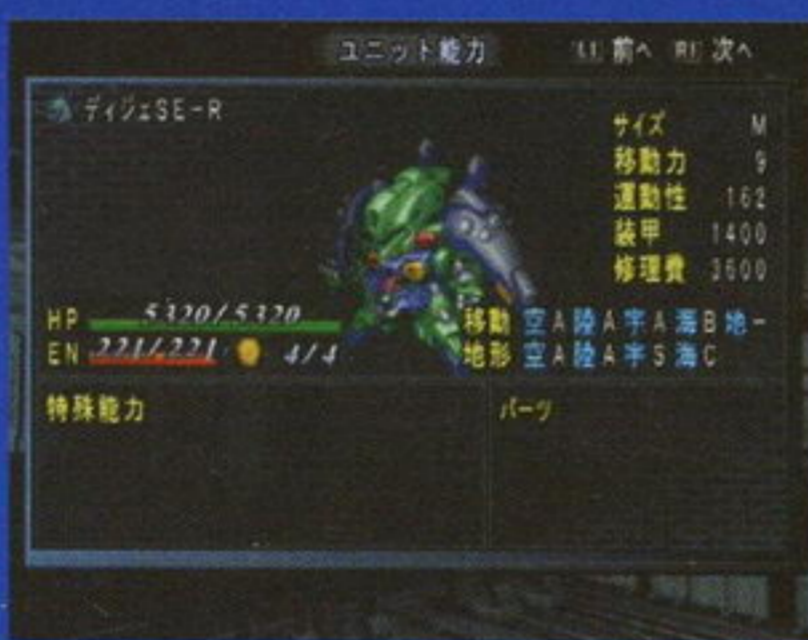 ユニット能力 L1 前へ R1 次へ
ディジェSE-R
サイズ M
移動力 9
運動性 162
装甲 1400
修理費 3600
HP 5320/5320
EN 221/221 4/4
移動 空A陸A宇A海B地-
地形 空A陸A宇S海C
特殊能力
パーツ